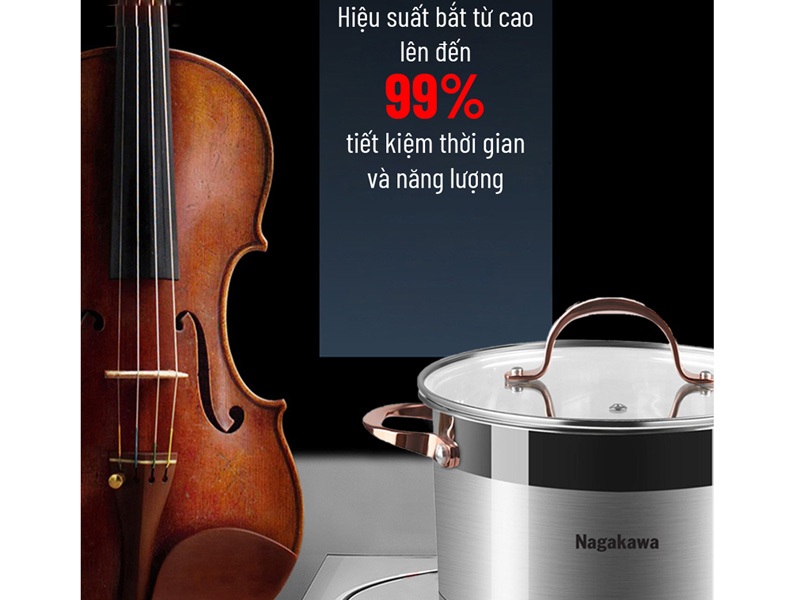 Hiệu suất bắt từ cao
lên đến
99%
tiết kiệm thời gian
và năng lượng
Nagakawa